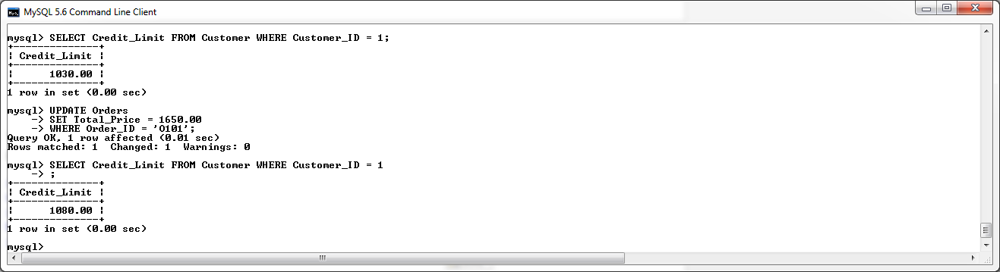 MySQL 5.6 Command Line Client
mysql> SELECT Credit_Limit FROM Customer WHERE Customer_ID = 1;
+--------------+
¦ Credit_Limit ¦
+--------------+
¦      1030.00 ¦
+--------------+
1 row in set (0.00 sec)
mysql> UPDATE Orders
    -> SET Total_Price = 1650.00
    -> WHERE Order_ID = 'O101';
Query OK, 1 row affected (0.01 sec)
Rows matched: 1  Changed: 1  Warnings: 0
mysql> SELECT Credit_Limit FROM Customer WHERE Customer_ID = 1
    -> ;
+--------------+
¦ Credit_Limit ¦
+--------------+
¦      1080.00 ¦
+--------------+
1 row in set (0.00 sec)
mysql>